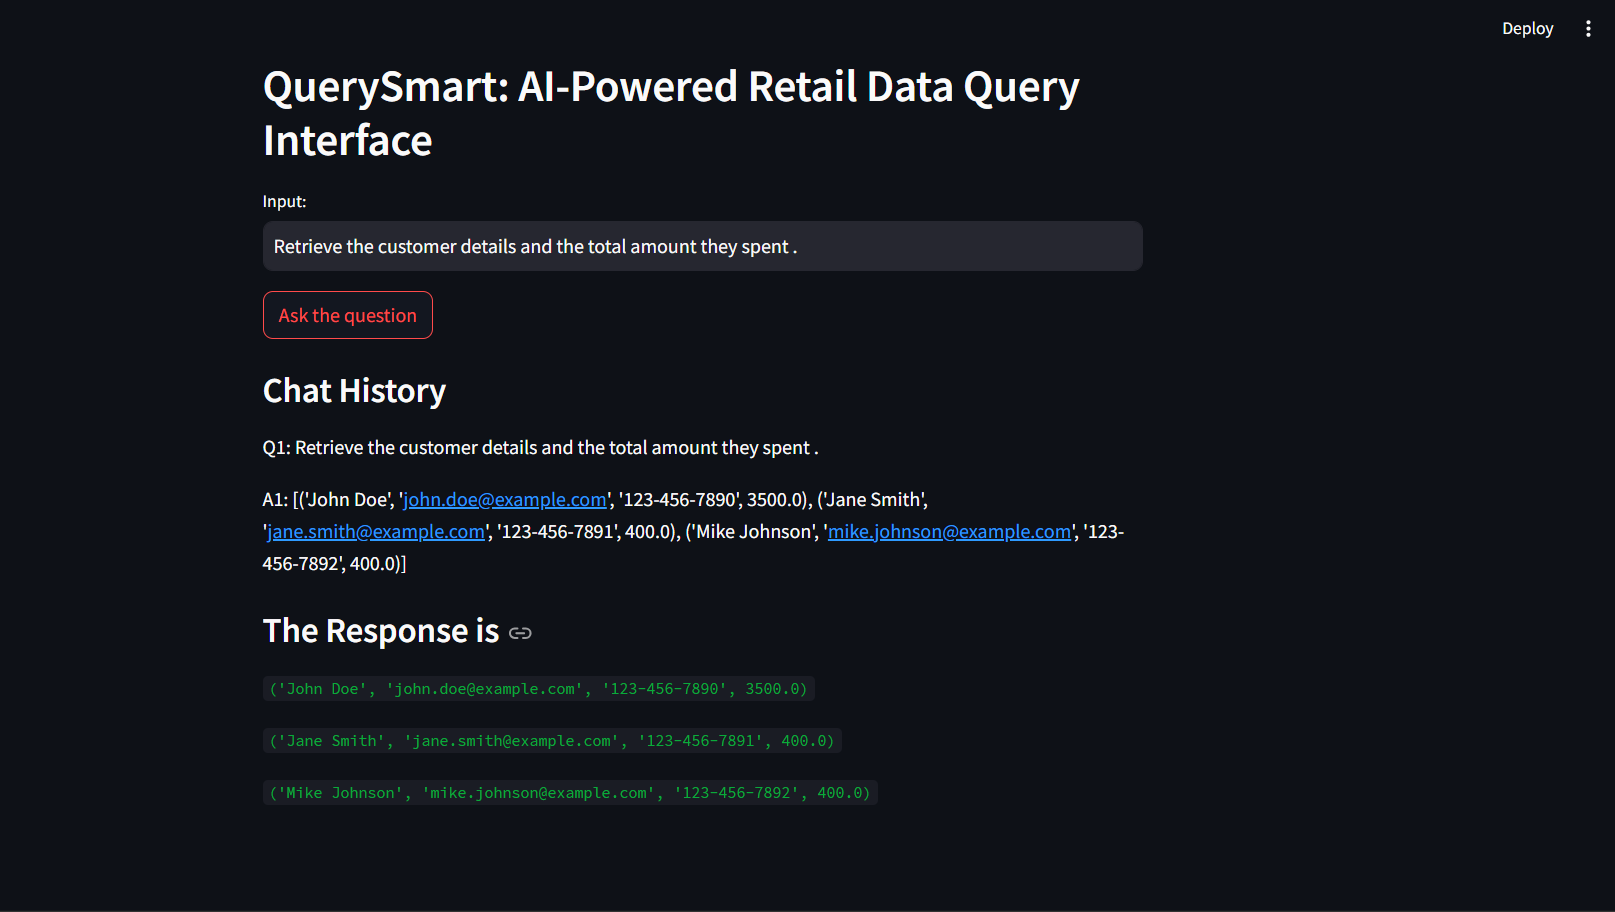 Deploy
QuerySmart: AI-Powered Retail Data Query
Interface
Input:
Retrieve the customer details and the total amount they spent .
Ask the question
Chat History
Q1: Retrieve the customer details and the total amount they spent .
A1: [('John Doe', 'john.doe@example.com', '123-456-7890', 3500.0), ('Jane Smith',
'jane.smith@example.com', '123-456-7891', 400.0), ('Mike Johnson', 'mike.johnson@example.com', '123-
456-7892', 400.0)]
The Response is
('John Doe', 'john.doe@example.com', '123-456-7890', 3500.0)
('Jane Smith', 'jane.smith@example.com', '123-456-7891', 400.0)
('Mike Johnson', 'mike.johnson@example.com', '123-456-7892', 400.0)